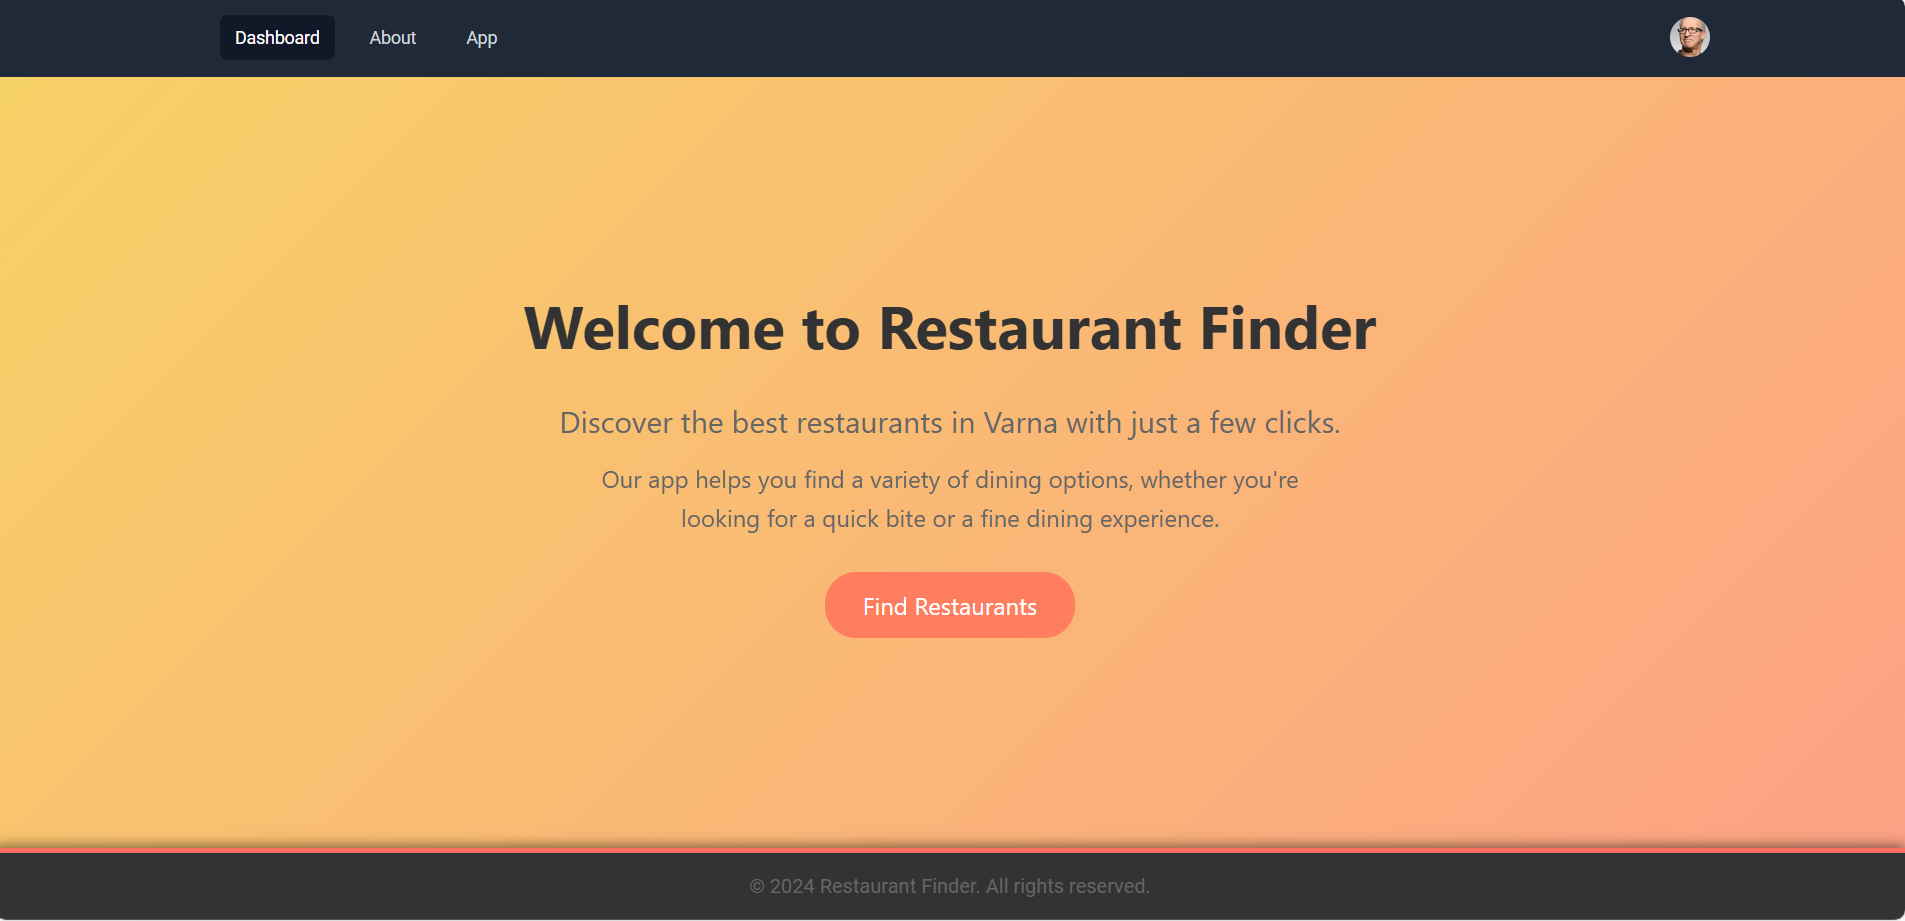 Dashboard About App
Welcome to Restaurant Finder
Discover the best restaurants in Varna with just a few clicks.
Our app helps you find a variety of dining options, whether you're
looking for a quick bite or a fine dining experience.
Find Restaurants
© 2024 Restaurant Finder. All rights reserved.